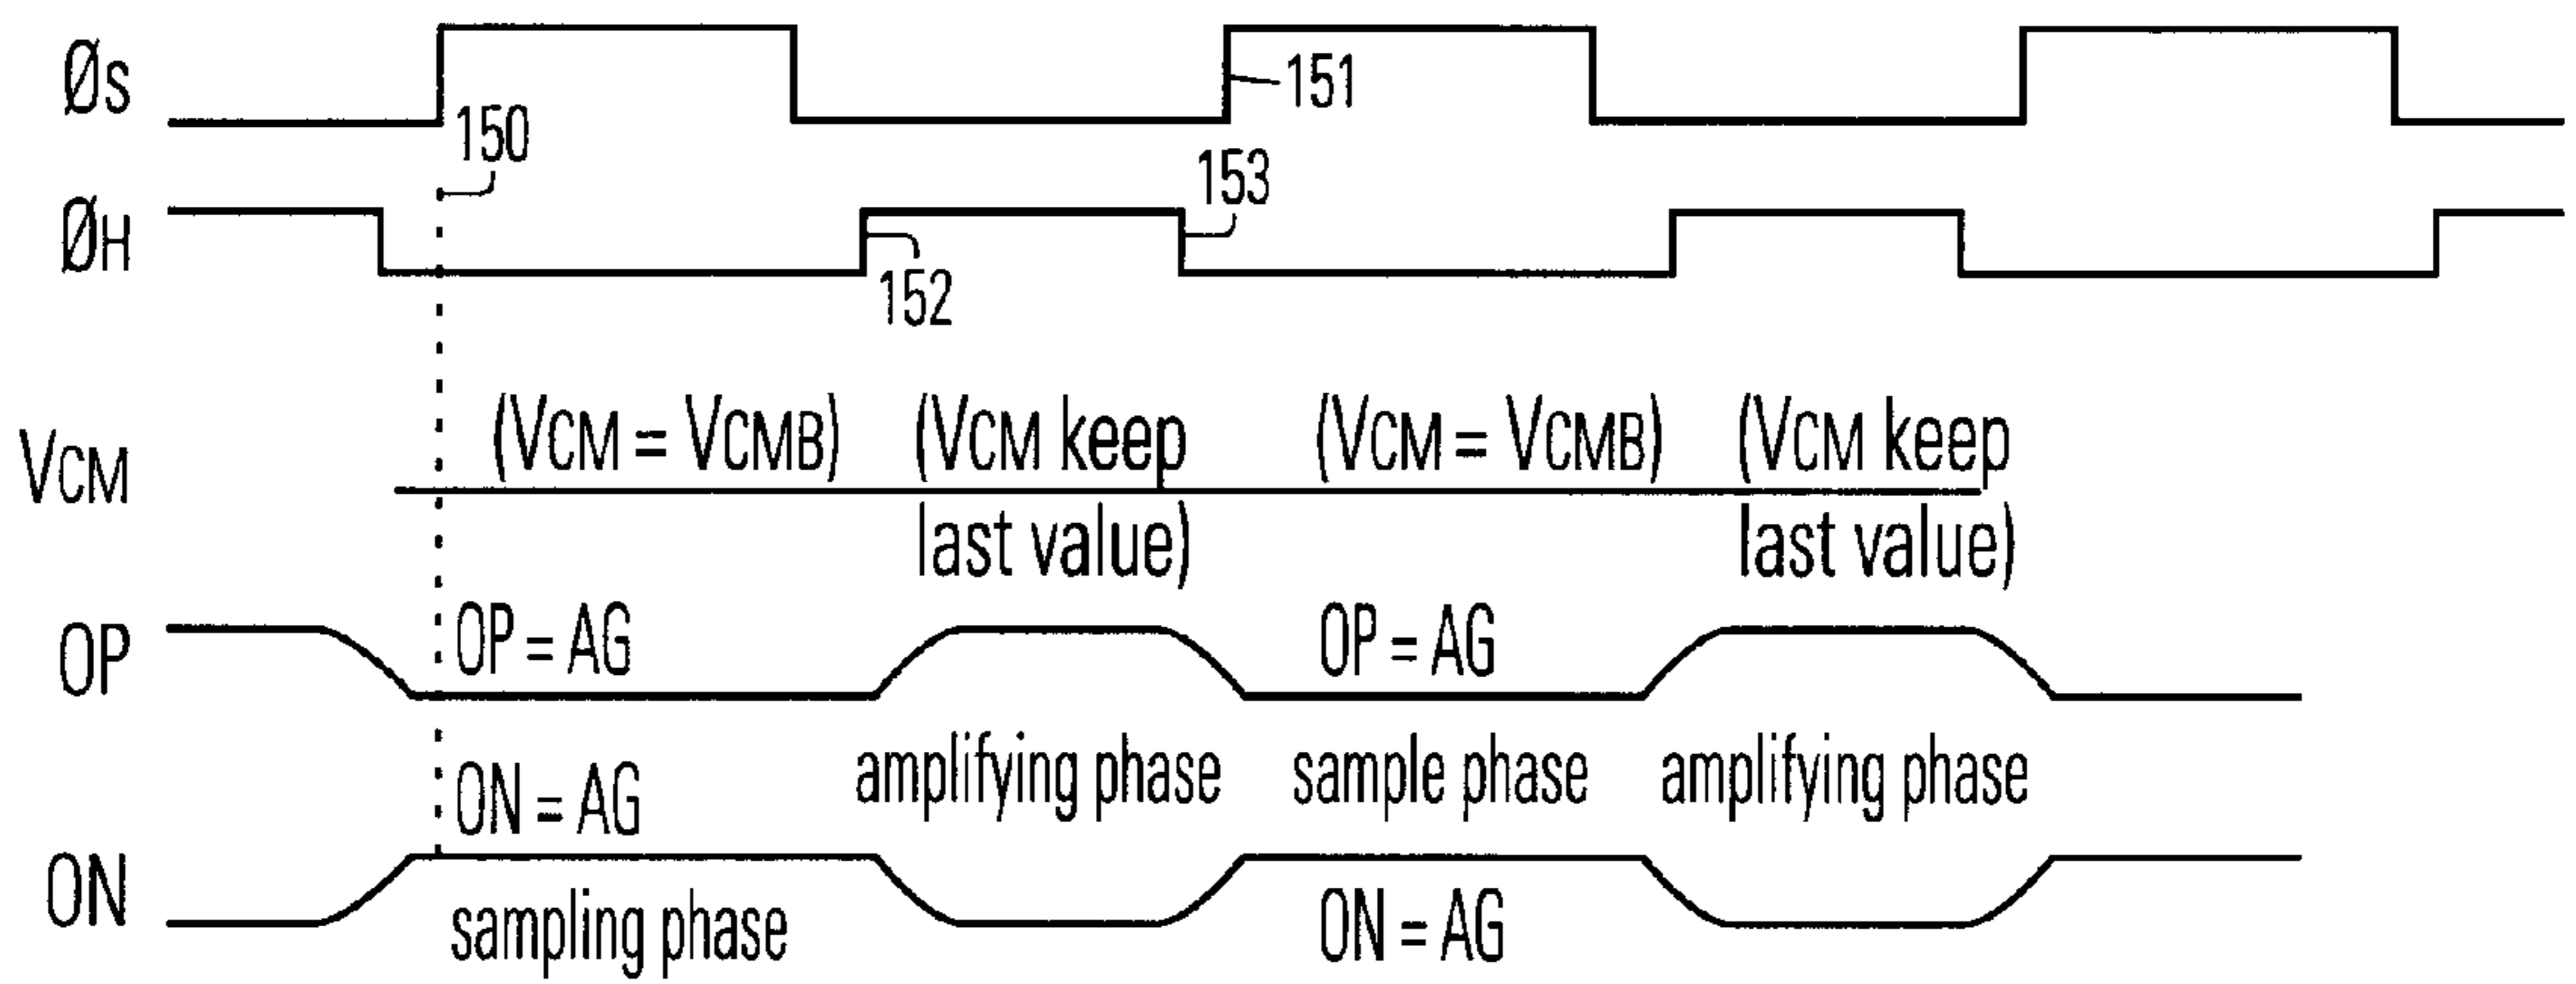 ØS
151
150
153
ØH
152
VCM
(VCM = VCMB)
(VCM keep
last value)
(VCM = VCMB)
(VCM keep
last value)
OP
OP = AG
OP = AG
ON = AG
amplifying phase
sample phase
amplifying phase
ON
sampling phase
ON = AG